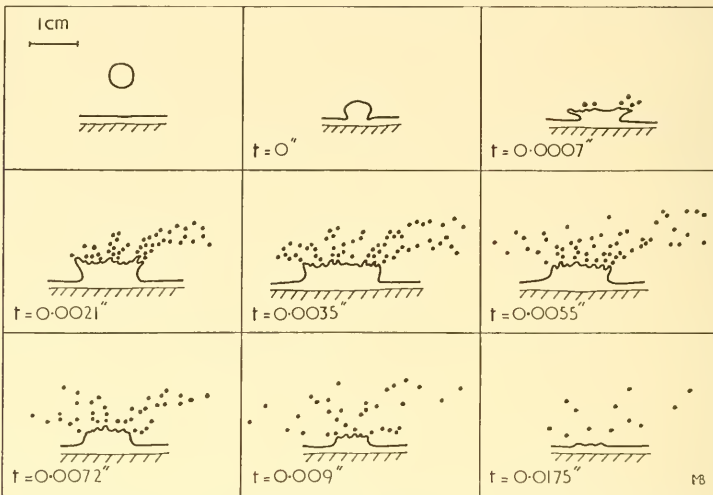 1cm
t = 0"
t = 0·0007"
t = 0·0021"
t = 0·0035"
t = 0·0055"
t = 0·0072"
t = 0·009"
t = 0·0175"
MB